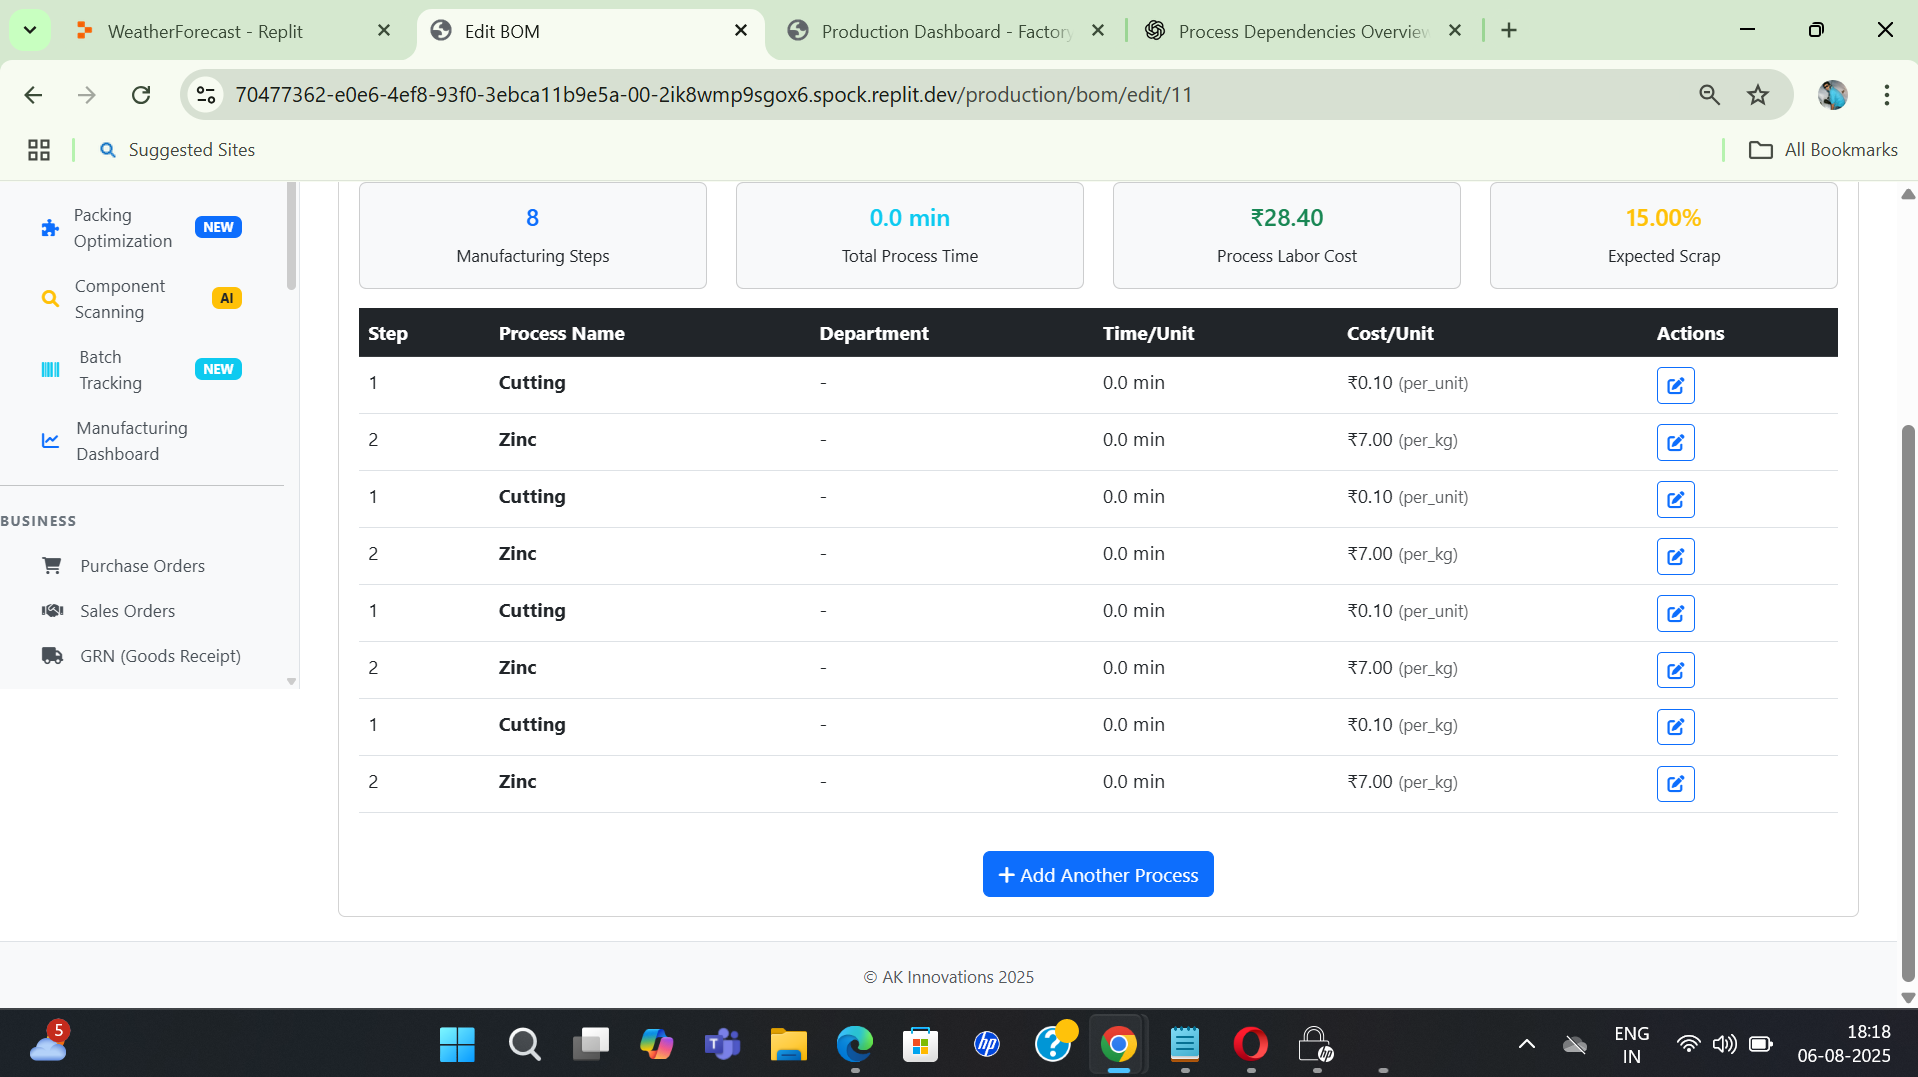 WeatherForecast - Replit
Edit BOM
Production Dashboard - Factory
Process Dependencies Overview
70477362-e0e6-4ef8-93f0-3ebca11b9e5a-00-2ik8wmp9sgox6.spock.replit.dev/production/bom/edit/11
Suggested Sites
All Bookmarks
Packing
Optimization
NEW
Component
Scanning
AI
Batch
Tracking
NEW
Manufacturing
Dashboard
BUSINESS
Purchase Orders
Sales Orders
GRN (Goods Receipt)
8
Manufacturing Steps
0.0 min
Total Process Time
₹28.40
Process Labor Cost
15.00%
Expected Scrap
Step Process Name Department Time/Unit Cost/Unit Actions
1 Cutting - 0.0 min ₹0.10 (per_unit)
2 Zinc - 0.0 min ₹7.00 (per_kg)
1 Cutting - 0.0 min ₹0.10 (per_unit)
2 Zinc - 0.0 min ₹7.00 (per_kg)
1 Cutting - 0.0 min ₹0.10 (per_unit)
2 Zinc - 0.0 min ₹7.00 (per_kg)
1 Cutting - 0.0 min ₹0.10 (per_kg)
2 Zinc - 0.0 min ₹7.00 (per_kg)
+ Add Another Process
© AK Innovations 2025
5
hp
ENG
IN
18:18
06-08-2025